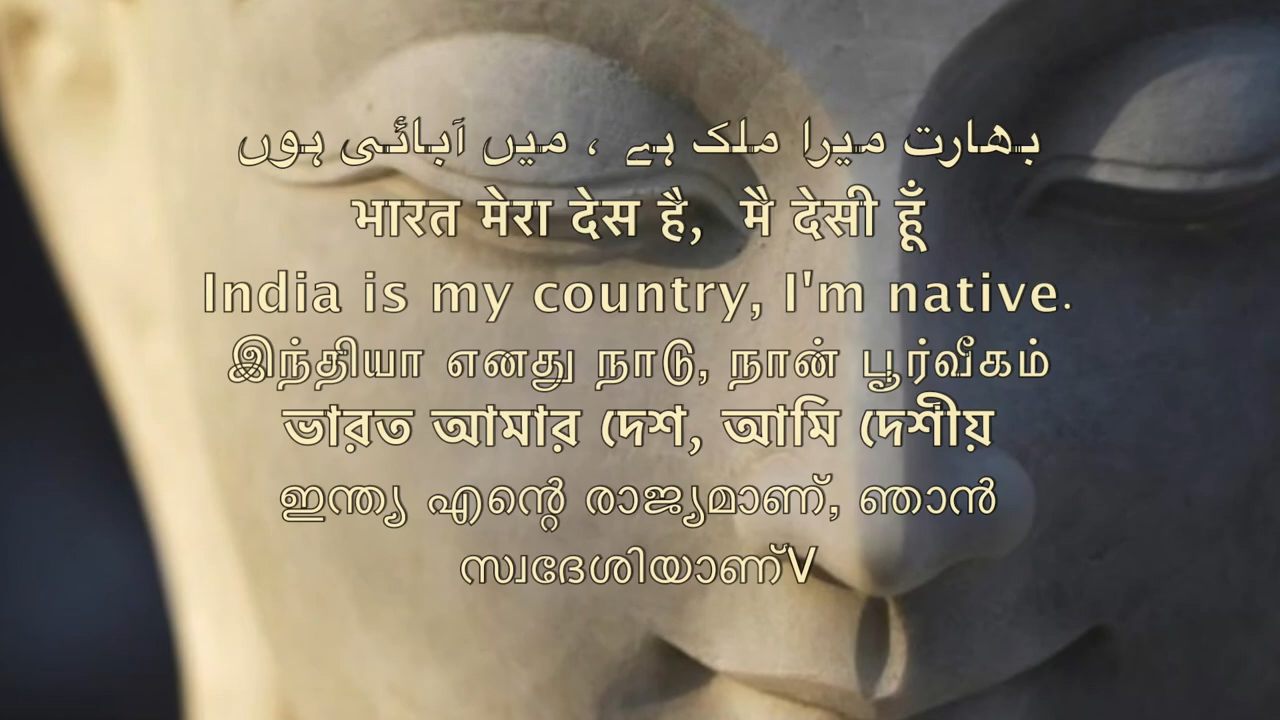 بھارت میرا ملک ہے ، میں آبائی ہوں
भारत मेरा देस है, मै देसी हूँ
India is my country, I'm native.
இந்தியா எனது நாடு, நான் பூர்வீகம்
ভারত আমার দেশ, আমি দেশীয়
ഇന്ത്യ എന്റെ രാജ്യമാണ്, ഞാൻ
സ്വദേശിയാണ്V